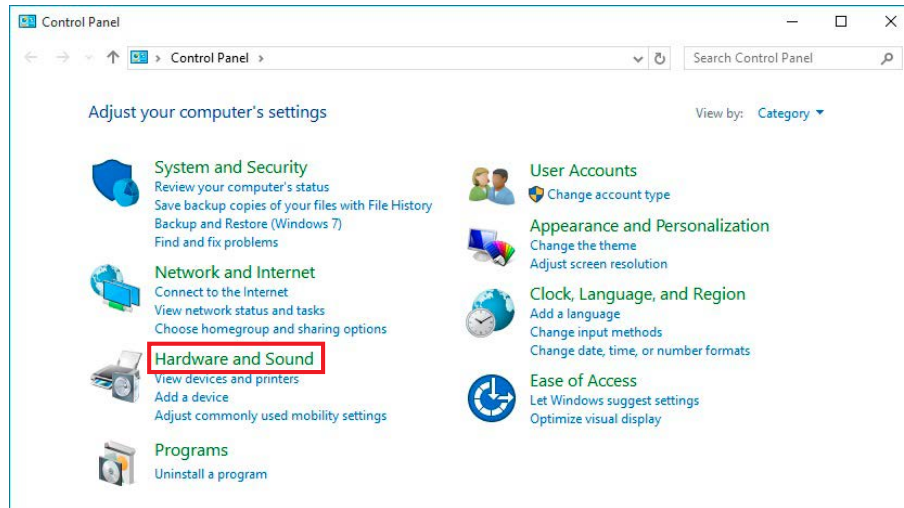 Control Panel
Control Panel
Search Control Panel
Adjust your computer's settings
View by: Category
System and Security
Review your computer's status
Save backup copies of your files with File History
Backup and Restore (Windows 7)
Find and fix problems
Network and Internet
Connect to the Internet
View network status and tasks
Choose homegroup and sharing options
Hardware and Sound
View devices and printers
Add a device
Adjust commonly used mobility settings
Programs
Uninstall a program
User Accounts
Change account type
Appearance and Personalization
Change the theme
Adjust screen resolution
Clock, Language, and Region
Add a language
Change input methods
Change date, time, or number formats
Ease of Access
Let Windows suggest settings
Optimize visual display